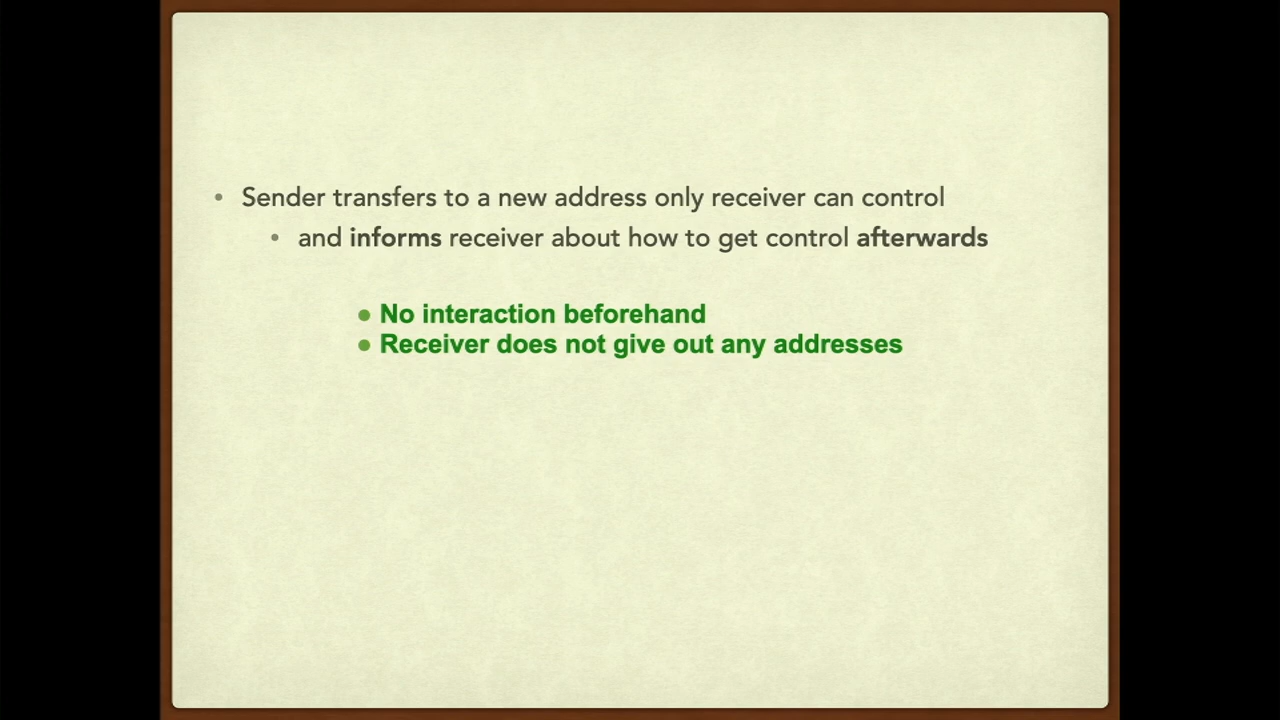 • Sender transfers to a new address only receiver can control
• and informs receiver about how to get control afterwards
• No interaction beforehand
• Receiver does not give out any addresses